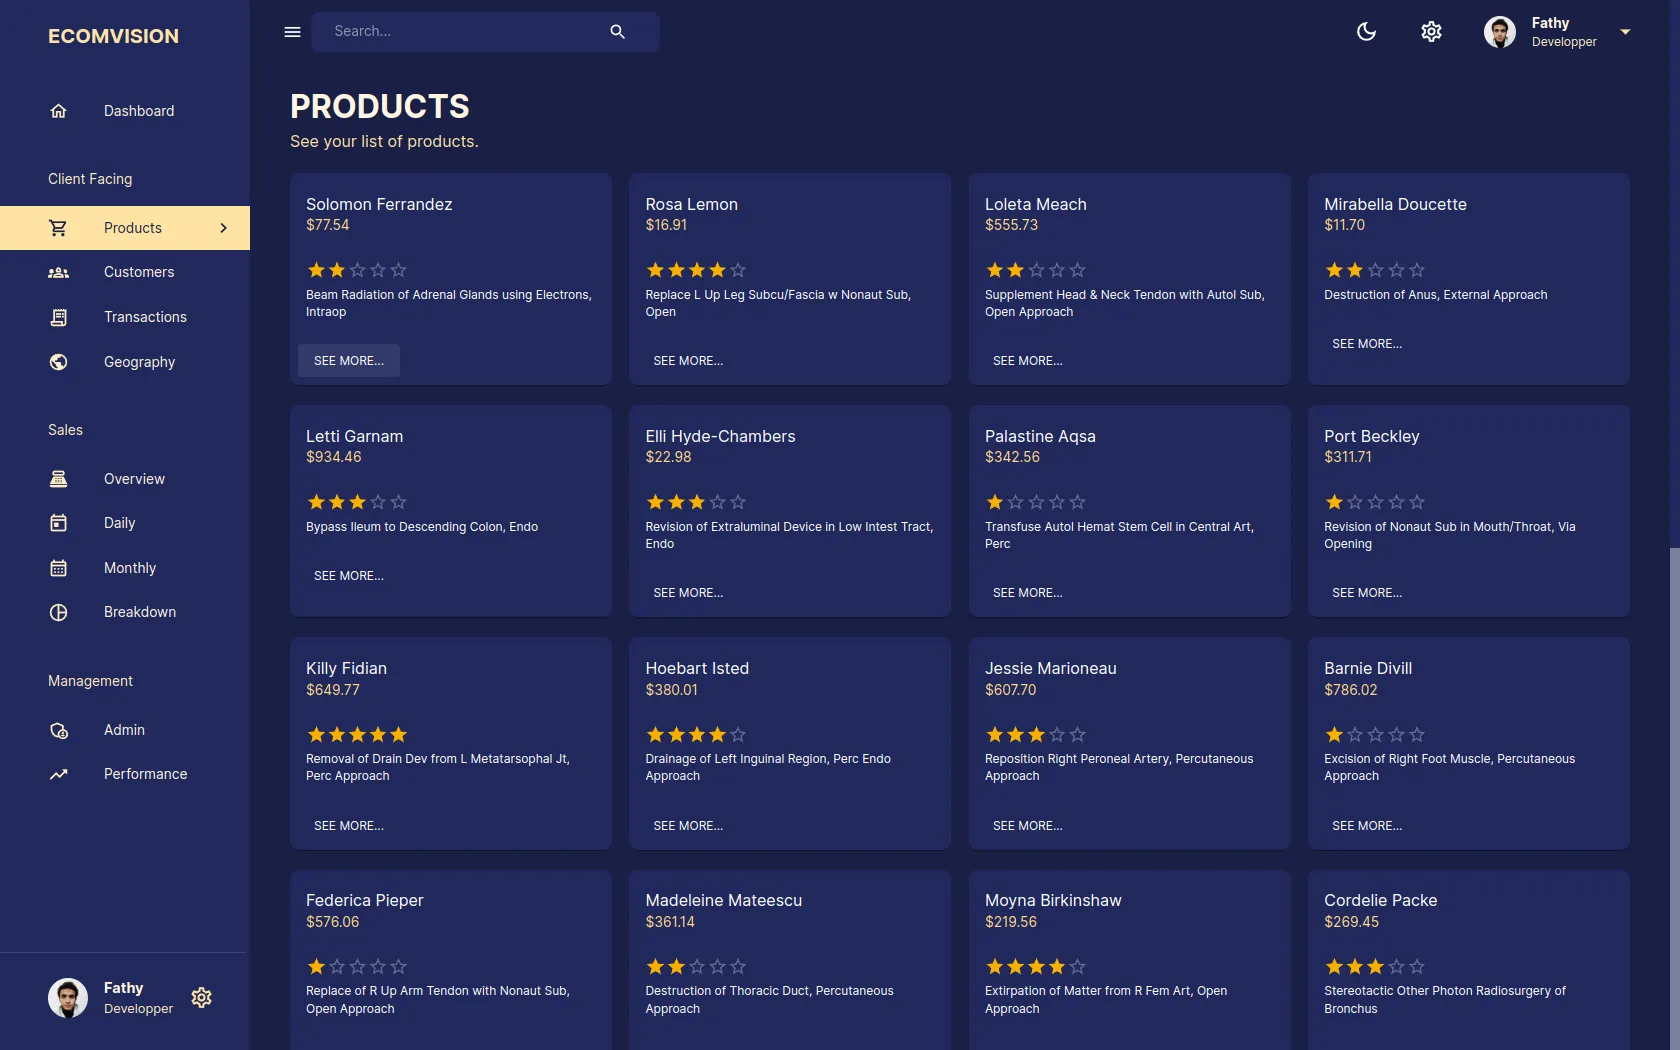 ECOMVISION
Dashboard
Client Facing
Products
Customers
Transactions
Geography
Sales
Overview
Daily
Monthly
Breakdown
Management
Admin
Performance
Fathy
Developper
Search...
Fathy
Developper
PRODUCTS
See your list of products.
Solomon Ferrandez
$77.54
Beam Radiation of Adrenal Glands using Electrons,
Intraop
SEE MORE...
Rosa Lemon
$16.91
Replace L Up Leg Subcu/Fascia w Nonaut Sub,
Open
SEE MORE...
Loleta Meach
$555.73
Supplement Head & Neck Tendon with Autol Sub,
Open Approach
SEE MORE...
Mirabella Doucette
$11.70
Destruction of Anus, External Approach
SEE MORE...
Letti Garnam
$934.46
Bypass Ileum to Descending Colon, Endo
SEE MORE...
Elli Hyde-Chambers
$22.98
Revision of Extraluminal Device in Low Intest Tract,
Endo
SEE MORE...
Palastine Aqsa
$342.56
Transfuse Autol Hemat Stem Cell in Central Art,
Perc
SEE MORE...
Port Beckley
$311.71
Revision of Nonaut Sub in Mouth/Throat, Via
Opening
SEE MORE...
Killy Fidian
$649.77
Removal of Drain Dev from L Metatarsophal Jt,
Perc Approach
SEE MORE...
Hoebart Isted
$380.01
Drainage of Left Inguinal Region, Perc Endo
Approach
SEE MORE...
Jessie Marioneau
$607.70
Reposition Right Peroneal Artery, Percutaneous
Approach
SEE MORE...
Barnie Divill
$786.02
Excision of Right Foot Muscle, Percutaneous
Approach
SEE MORE...
Federica Pieper
$576.06
Replace of R Up Arm Tendon with Nonaut Sub,
Open Approach
Madeleine Mateescu
$361.14
Destruction of Thoracic Duct, Percutaneous
Approach
Moyna Birkinshaw
$219.56
Extirpation of Matter from R Fem Art, Open
Approach
Cordelie Packe
$269.45
Stereotactic Other Photon Radiosurgery of
Bronchus